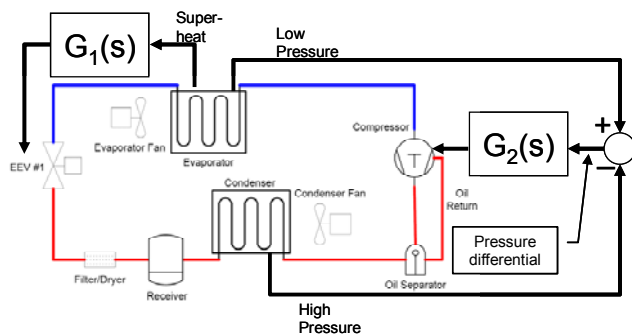 Super-
heat
G1(s)
Low
Pressure
Compressor
Evaporator Fan
EEV #1
Evaporator
+
G2(s)
−
T
Condenser
Condenser Fan
Oil
Return
Pressure
differential
Filter/Dryer
Receiver
Oil Separator
High
Pressure